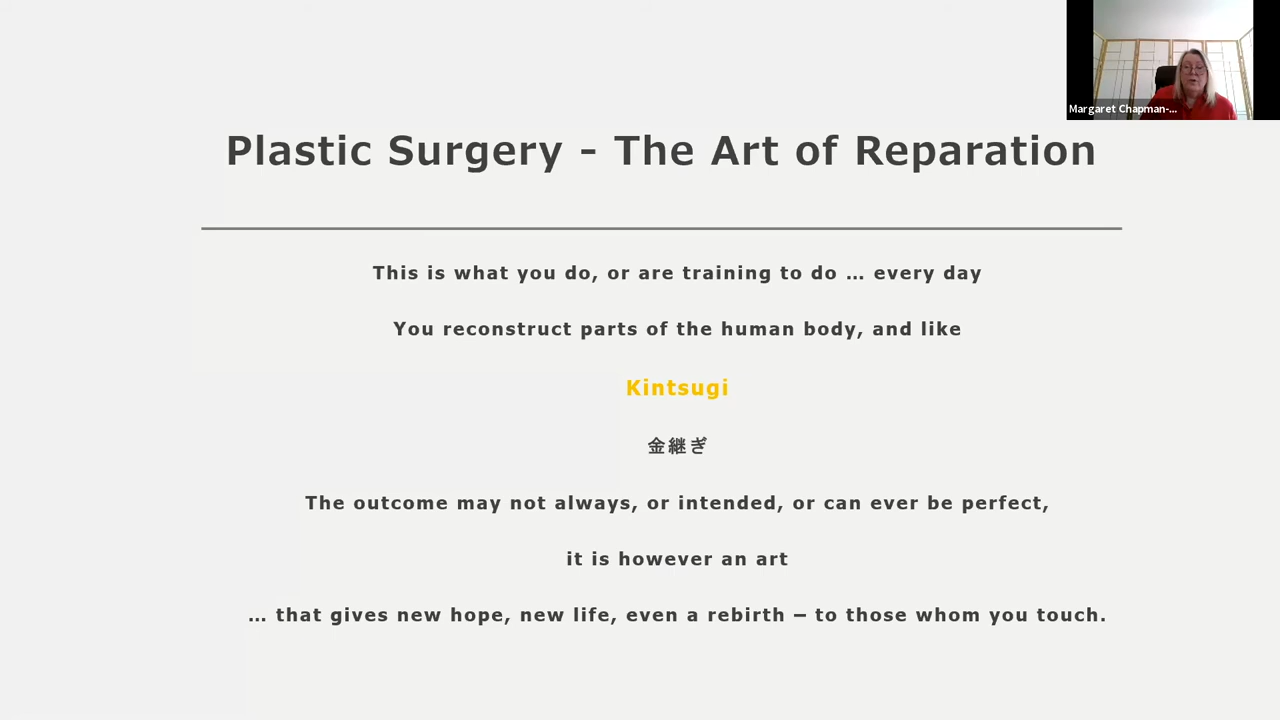 Margaret Chapman-...
Plastic Surgery - The Art of Reparation
This is what you do, or are training to do ... every day
You reconstruct parts of the human body, and like
Kintsugi
金継ぎ
The outcome may not always, or intended, or can ever be perfect,
it is however an art
... that gives new hope, new life, even a rebirth – to those whom you touch.